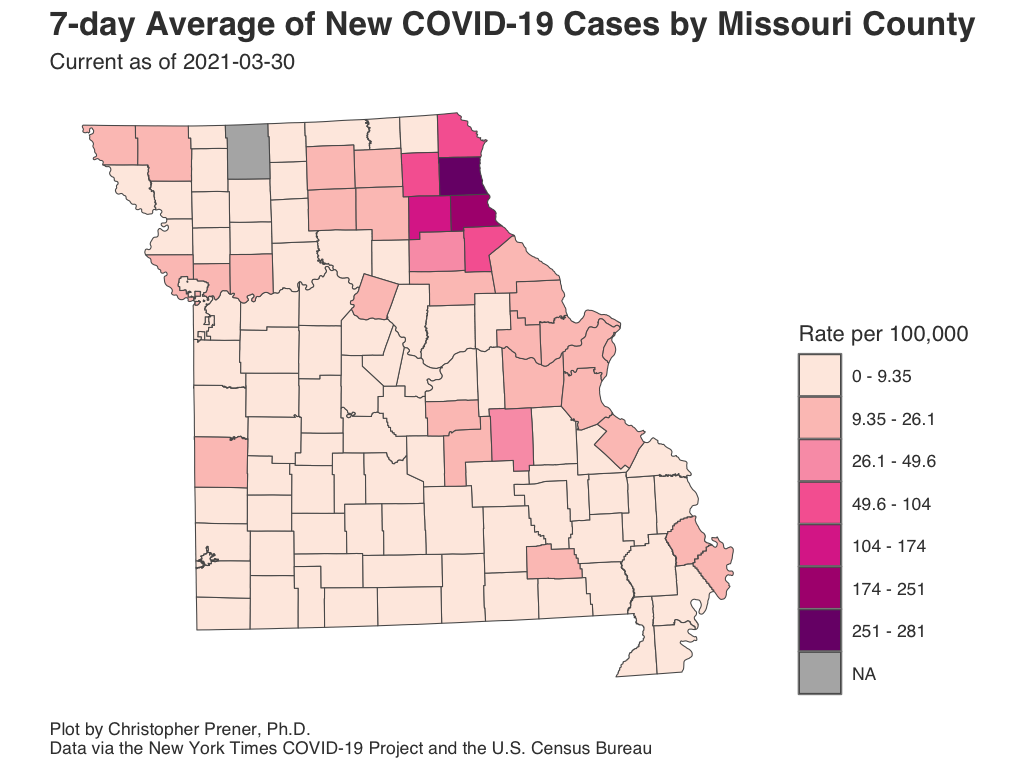 7-day Average of New COVID-19 Cases by Missouri County
Current as of 2021-03-30
Rate per 100,000
0 - 9.35
9.35 - 26.1
26.1 - 49.6
49.6 - 104
104 - 174
174 - 251
251 - 281
NA
Plot by Christopher Prener, Ph.D.
Data via the New York Times COVID-19 Project and the U.S. Census Bureau